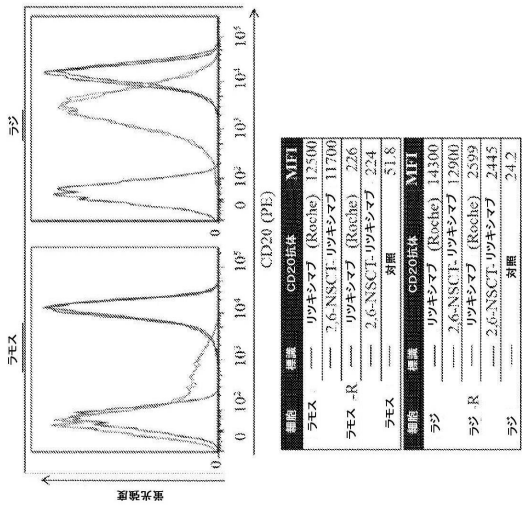 ラモス
ラジ
蛍光強度
0
0 10² 10³ 10⁴ 10⁵
0
0 10² 10³ 10⁴ 10⁵
CD20 (PE)
細胞 標識 CD20抗体 MFI
ラモス リツキシマブ (Roche) 12500
2,6-NSCT-リツキシマブ 11700
ラモス -R リツキシマブ (Roche) 226
2,6-NSCT-リツキシマブ 224
ラモス 対照 51.8
細胞 標識 CD20抗体 MFI
ラジ リツキシマブ (Roche) 14300
2,6-NSCT-リツキシマブ 12900
ラジ -R リツキシマブ (Roche) 2599
2,6-NSCT-リツキシマブ 2445
ラジ 対照 24.2